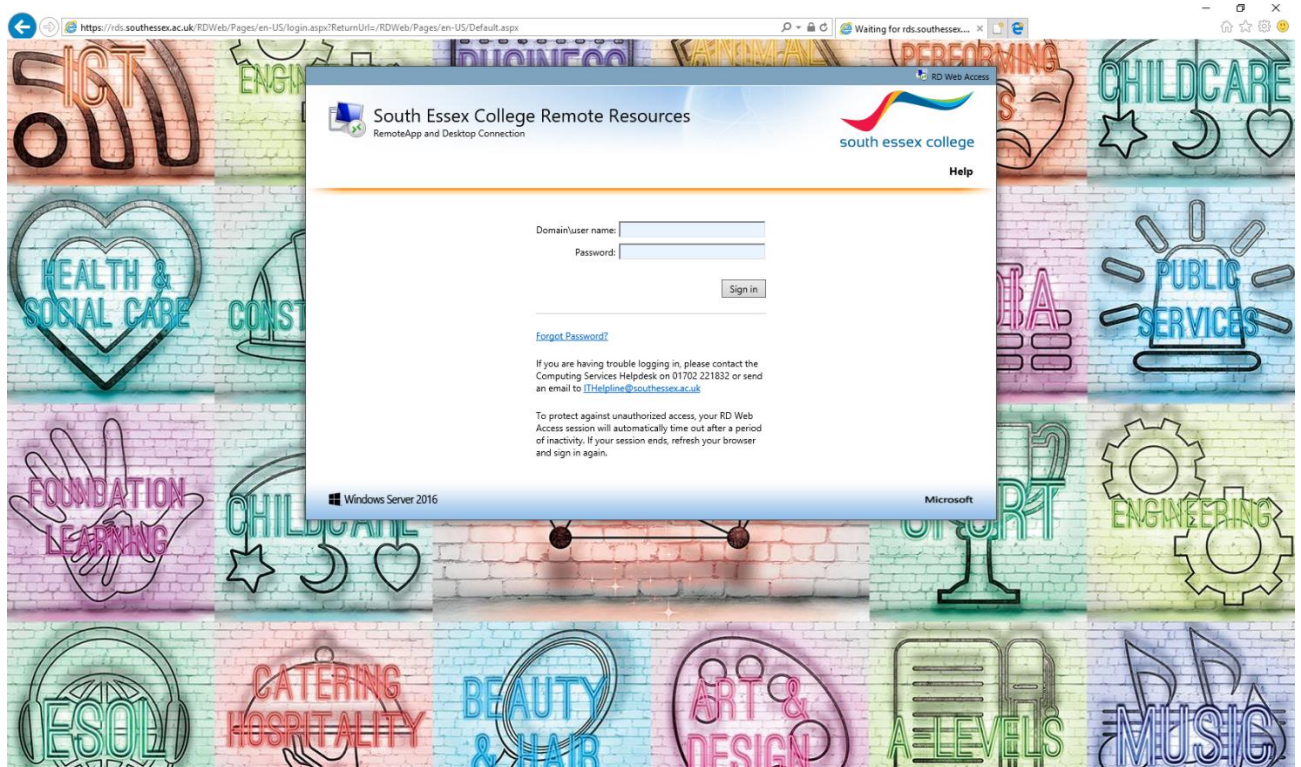 https://rds.southessex.ac.uk/RDWeb/Pages/en-US/login.aspx?ReturnUrl=/RDWeb/Pages/en-US/Default.aspx
Waiting for rds.southessex....
ICT
BUSINESS
ANIMAL
PERFORMING
CHILDCARE
RD Web Access
South Essex College Remote Resources
RemoteApp and Desktop Connection
south essex college
Help
Domain\user name:
Password:
Sign in
Forgot Password?
If you are having trouble logging in, please contact the
Computing Services Helpdesk on 01702 221832 or send
an email to ITHelpline@southessex.ac.uk
To protect against unauthorized access, your RD Web
Access session will automatically time out after a period
of inactivity. If your session ends, refresh your browser
and sign in again.
Windows Server 2016
Microsoft
HEALTH &
SOCIAL CARE
CONST
PUBLIC
SERVICES
FOUNDATION
LEARNING
CHILDCARE
SPORT
ENGINEERING
ESOL
CATERING
HOSPITALITY
BEAUTY
& HAIR
ART &
DESIGN
A LEVELS
MUSIC